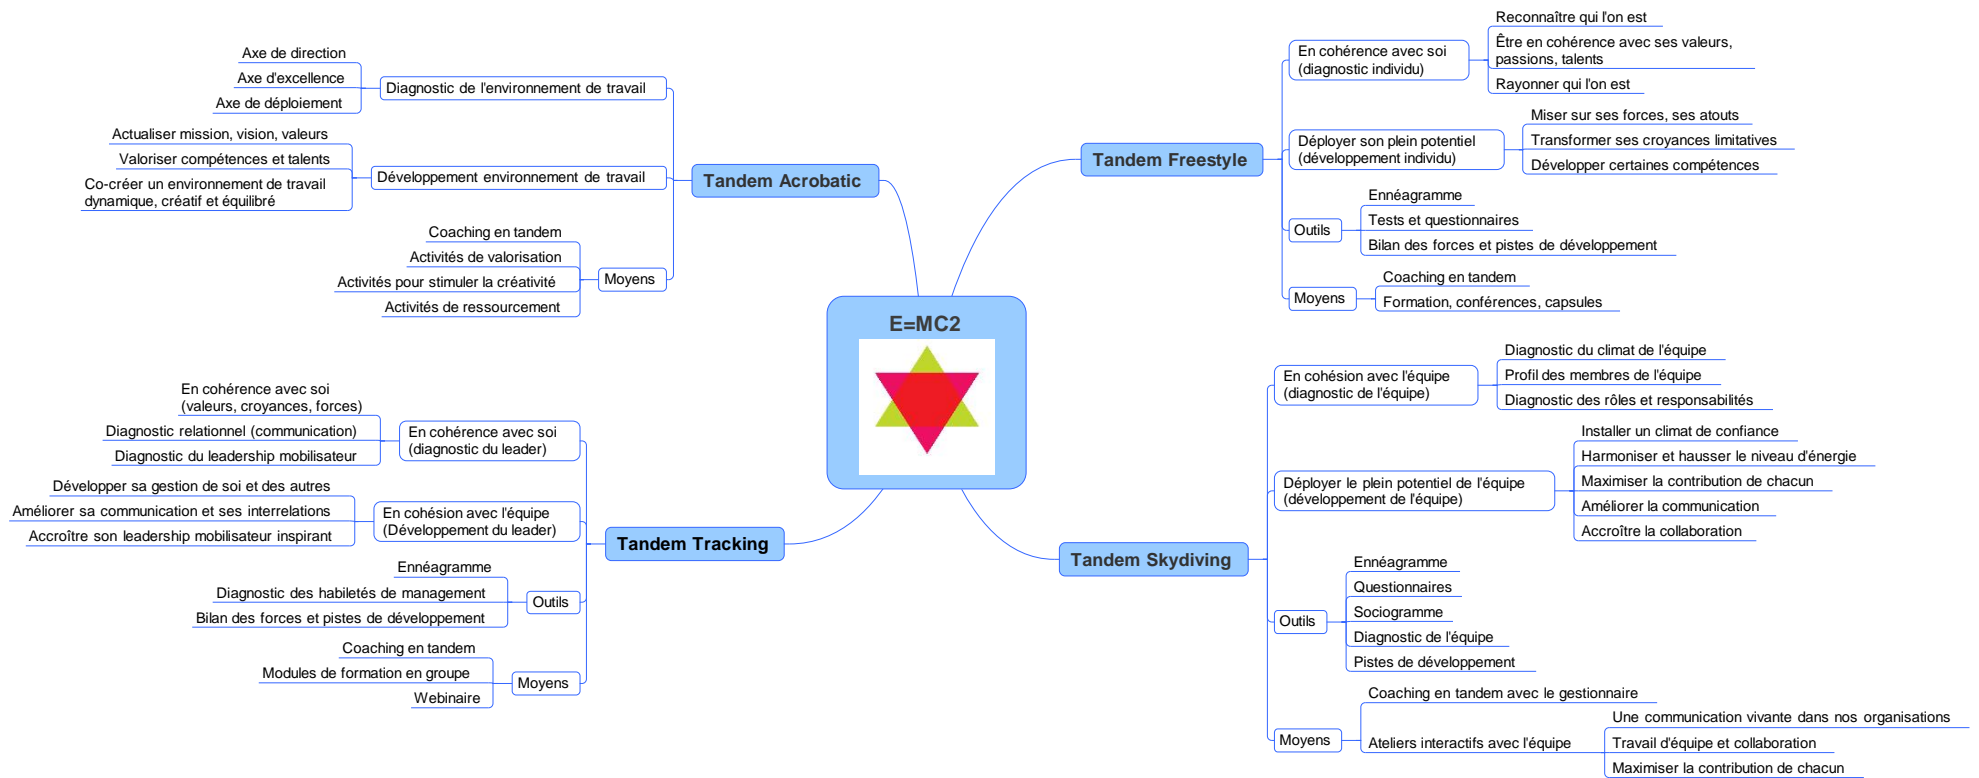 E=MC2
Tandem Freestyle
En cohérence avec soi
(diagnostic individu)
Reconnaître qui l'on est
Être en cohérence avec ses valeurs,
passions, talents
Rayonner qui l'on est
Déployer son plein potentiel
(développement individu)
Miser sur ses forces, ses atouts
Transformer ses croyances limitatives
Développer certaines compétences
Outils
Ennéagramme
Tests et questionnaires
Bilan des forces et pistes de développement
Moyens
Coaching en tandem
Formation, conférences, capsules
Tandem Skydiving
En cohésion avec l'équipe
(diagnostic de l'équipe)
Diagnostic du climat de l'équipe
Profil des membres de l'équipe
Diagnostic des rôles et responsabilités
Déployer le plein potentiel de l'équipe
(développement de l'équipe)
Installer un climat de confiance
Harmoniser et hausser le niveau d'énergie
Maximiser la contribution de chacun
Améliorer la communication
Accroître la collaboration
Outils
Ennéagramme
Questionnaires
Sociogramme
Diagnostic de l'équipe
Pistes de développement
Moyens
Coaching en tandem avec le gestionnaire
Ateliers interactifs avec l'équipe
Une communication vivante dans nos organisations
Travail d'équipe et collaboration
Maximiser la contribution de chacun
Tandem Acrobatic
Diagnostic de l'environnement de travail
Axe de direction
Axe d'excellence
Axe de déploiement
Développement environnement de travail
Actualiser mission, vision, valeurs
Valoriser compétences et talents
Co-créer un environnement de travail
dynamique, créatif et équilibré
Moyens
Coaching en tandem
Activités de valorisation
Activités pour stimuler la créativité
Activités de ressourcement
Tandem Tracking
En cohérence avec soi
(diagnostic du leader)
En cohérence avec soi
(valeurs, croyances, forces)
Diagnostic relationnel (communication)
Diagnostic du leadership mobilisateur
En cohésion avec l'équipe
(Développement du leader)
Développer sa gestion de soi et des autres
Améliorer sa communication et ses interrelations
Accroître son leadership mobilisateur inspirant
Outils
Ennéagramme
Diagnostic des habiletés de management
Bilan des forces et pistes de développement
Moyens
Coaching en tandem
Modules de formation en groupe
Webinaire